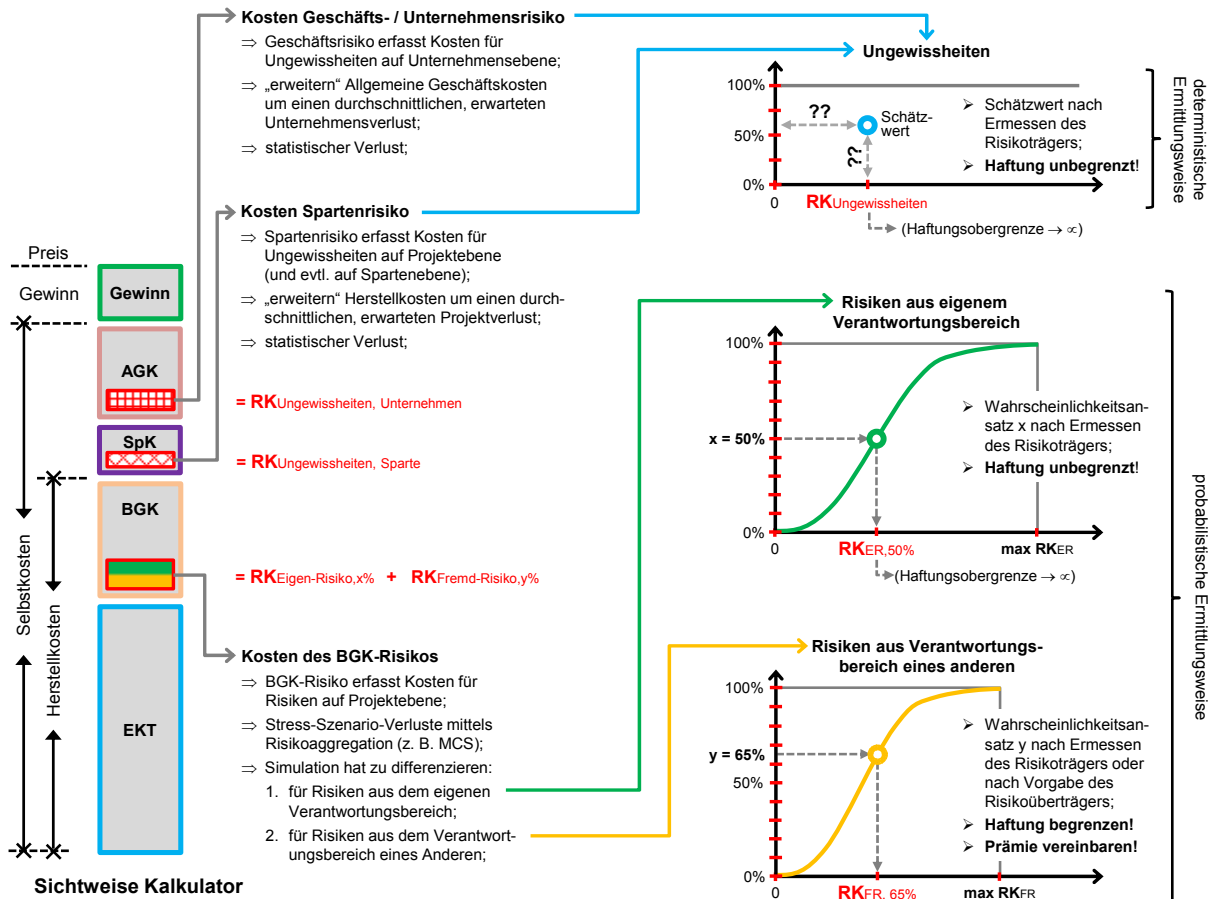 Kosten Geschäfts- / Unternehmensrisiko
⇒ Geschäftsrisiko erfasst Kosten für
Ungewissheiten auf Unternehmensebene;
⇒ „erweitern“ Allgemeine Geschäftskosten
um einen durchschnittlichen, erwarteten
Unternehmensverlust;
⇒ statistischer Verlust;
Kosten Spartenrisiko
⇒ Spartenrisiko erfasst Kosten für
Ungewissheiten auf Projektebene
(und evtl. auf Spartenebene);
⇒ „erweitern“ Herstellkosten um einen durch-
schnittlichen, erwarteten Projektverlust;
⇒ statistischer Verlust;
= RKUngewissheiten, Unternehmen
= RKUngewissheiten, Sparte
= RKEigen-Risiko,x% + RKFremd-Risiko,y%
Kosten des BGK-Risikos
⇒ BGK-Risiko erfasst Kosten für
Risiken auf Projektebene;
⇒ Stress-Szenario-Verluste mittels
Risikoaggregation (z. B. MCS);
⇒ Simulation hat zu differenzieren:
1. für Risiken aus dem eigenen
Verantwortungsbereich;
2. für Risiken aus dem Verantwort-
ungsbereich eines Anderen;
Preis
Gewinn
Gewinn
AGK
SpK
BGK
EKT
Selbstkosten
Herstellkosten
Sichtweise Kalkulator
Ungewissheiten
100%
50%
0%
0
??
??
Schätz-
wert
RKUngewissheiten
(Haftungsobergrenze → ∝)
➢ Schätzwert nach
Ermessen des
Risikoträgers;
➢ Haftung unbegrenzt!
deterministische
Ermittlungsweise
Risiken aus eigenem
Verantwortungsbereich
100%
x = 50%
0%
0
RKER,50%
max RKER
(Haftungsobergrenze → ∝)
➢ Wahrscheinlichkeitsan-
satz x nach Ermessen
des Risikoträgers;
➢ Haftung unbegrenzt!
probabilistische Ermittlungsweise
Risiken aus Verantwortungs-
bereich eines anderen
100%
y = 65%
50%
0%
0
RKFR, 65%
max RKFR
➢ Wahrscheinlichkeitsan-
satz y nach Ermessen
des Risikoträgers oder
nach Vorgabe des
Risikoüberträgers;
➢ Haftung begrenzen!
➢ Prämie vereinbaren!